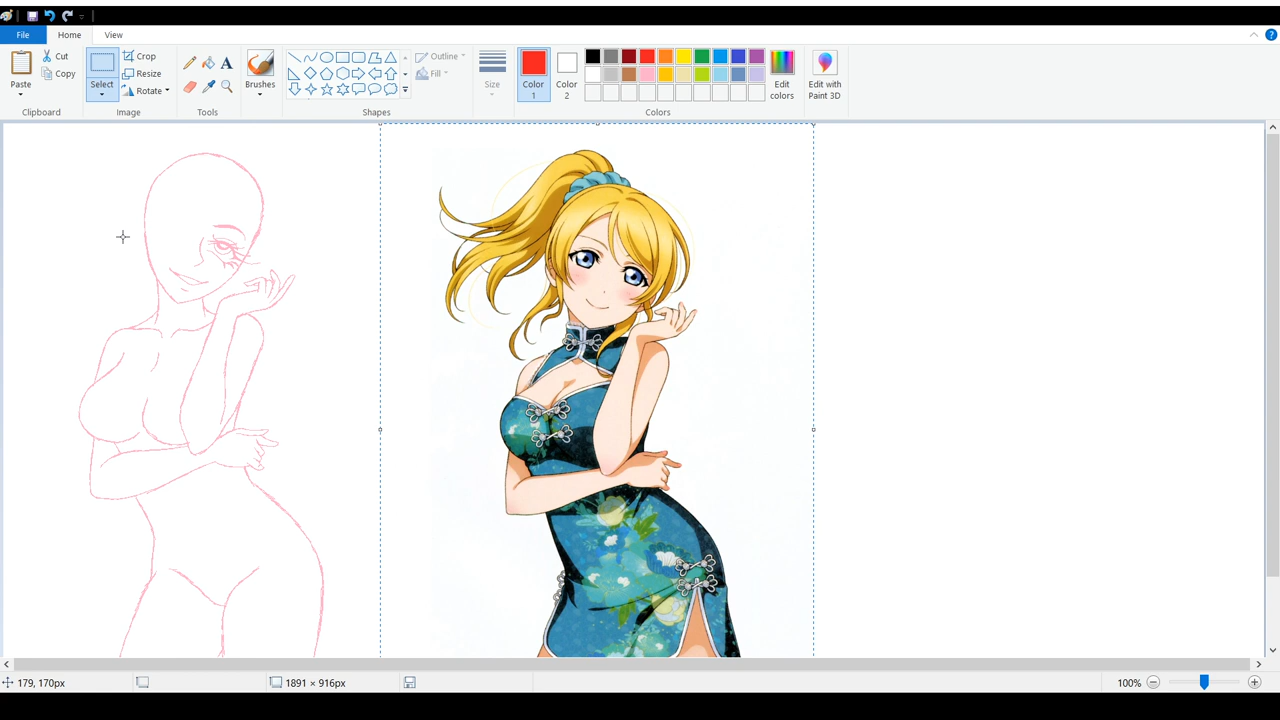 File Home View
Cut
Crop
Outline
Copy
Resize
Fill
Paste
Select
Rotate
Brushes
Size
Color
1
Color
2
Edit
colors
Edit with
Paint 3D
Clipboard Image Tools Shapes Colors
179, 170px 1891 × 916px 100%